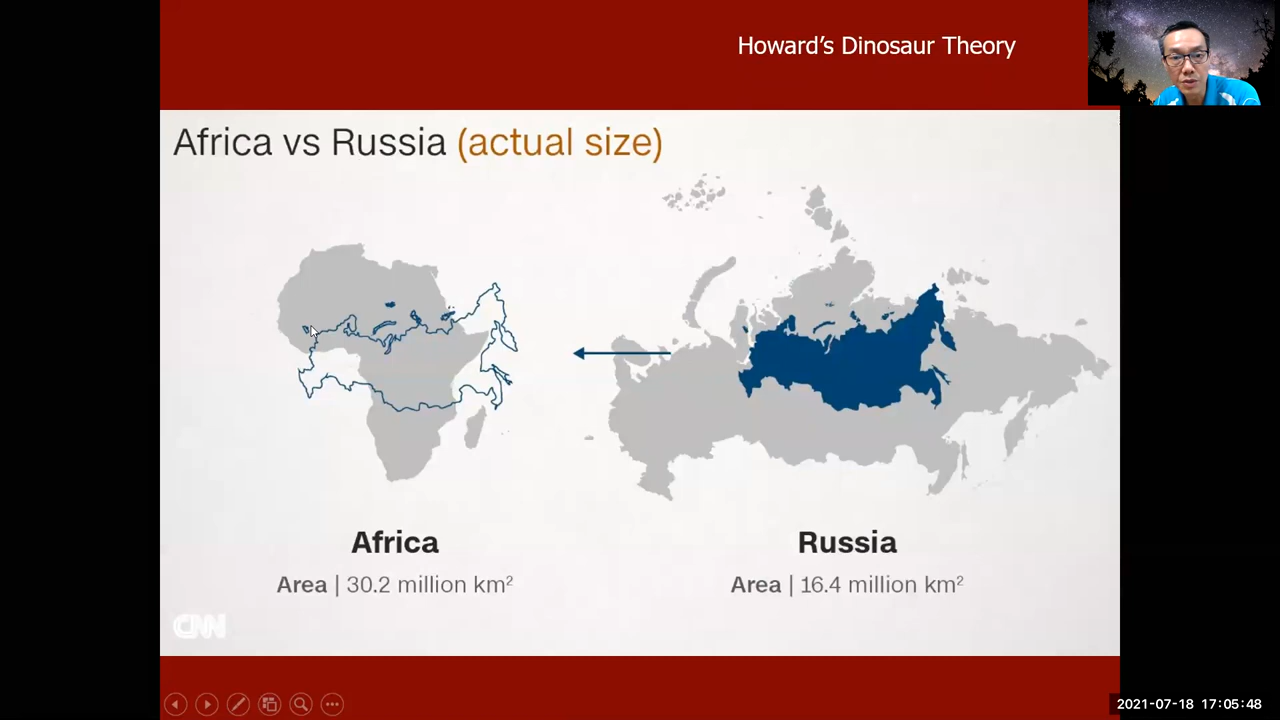 Howard's Dinosaur Theory
Africa vs Russia (actual size)
Africa
Area | 30.2 million km²
Russia
Area | 16.4 million km²
CNN
2021-07-18 17:05:48